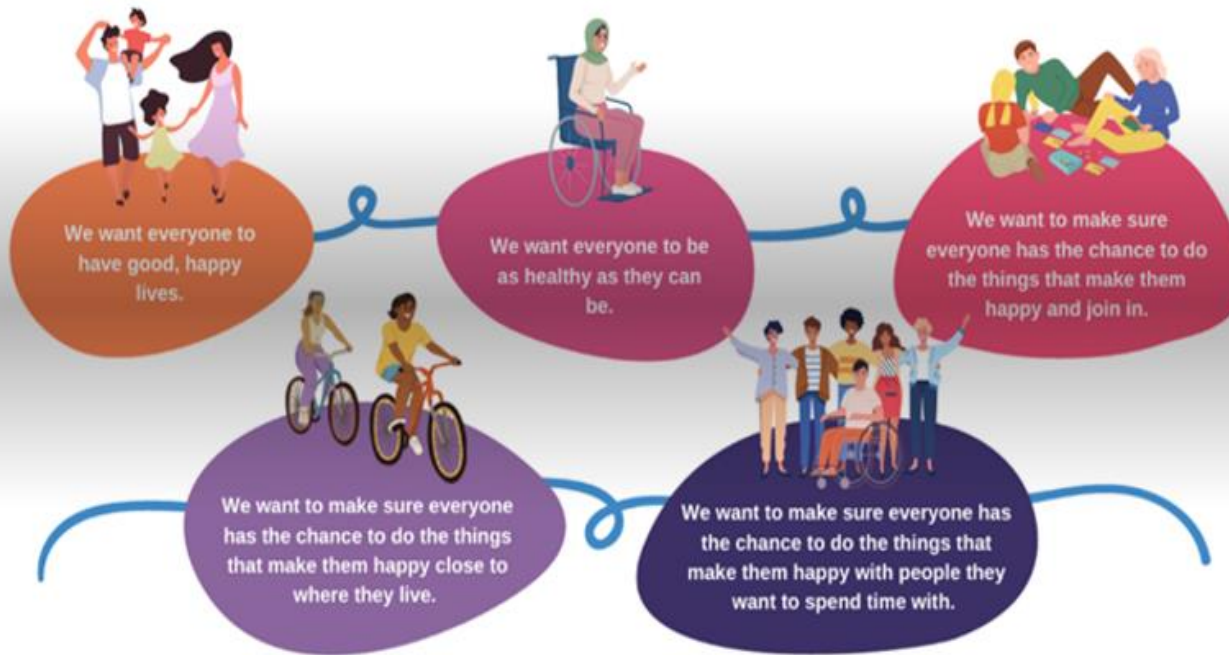 We want everyone to
have good, happy
lives.
We want everyone to be
as healthy as they can
be.
We want to make sure
everyone has the chance to do
the things that make them
happy and join in.
We want to make sure everyone
has the chance to do the things
that make them happy close to
where they live.
We want to make sure everyone has
the chance to do the things that
make them happy with people they
want to spend time with.